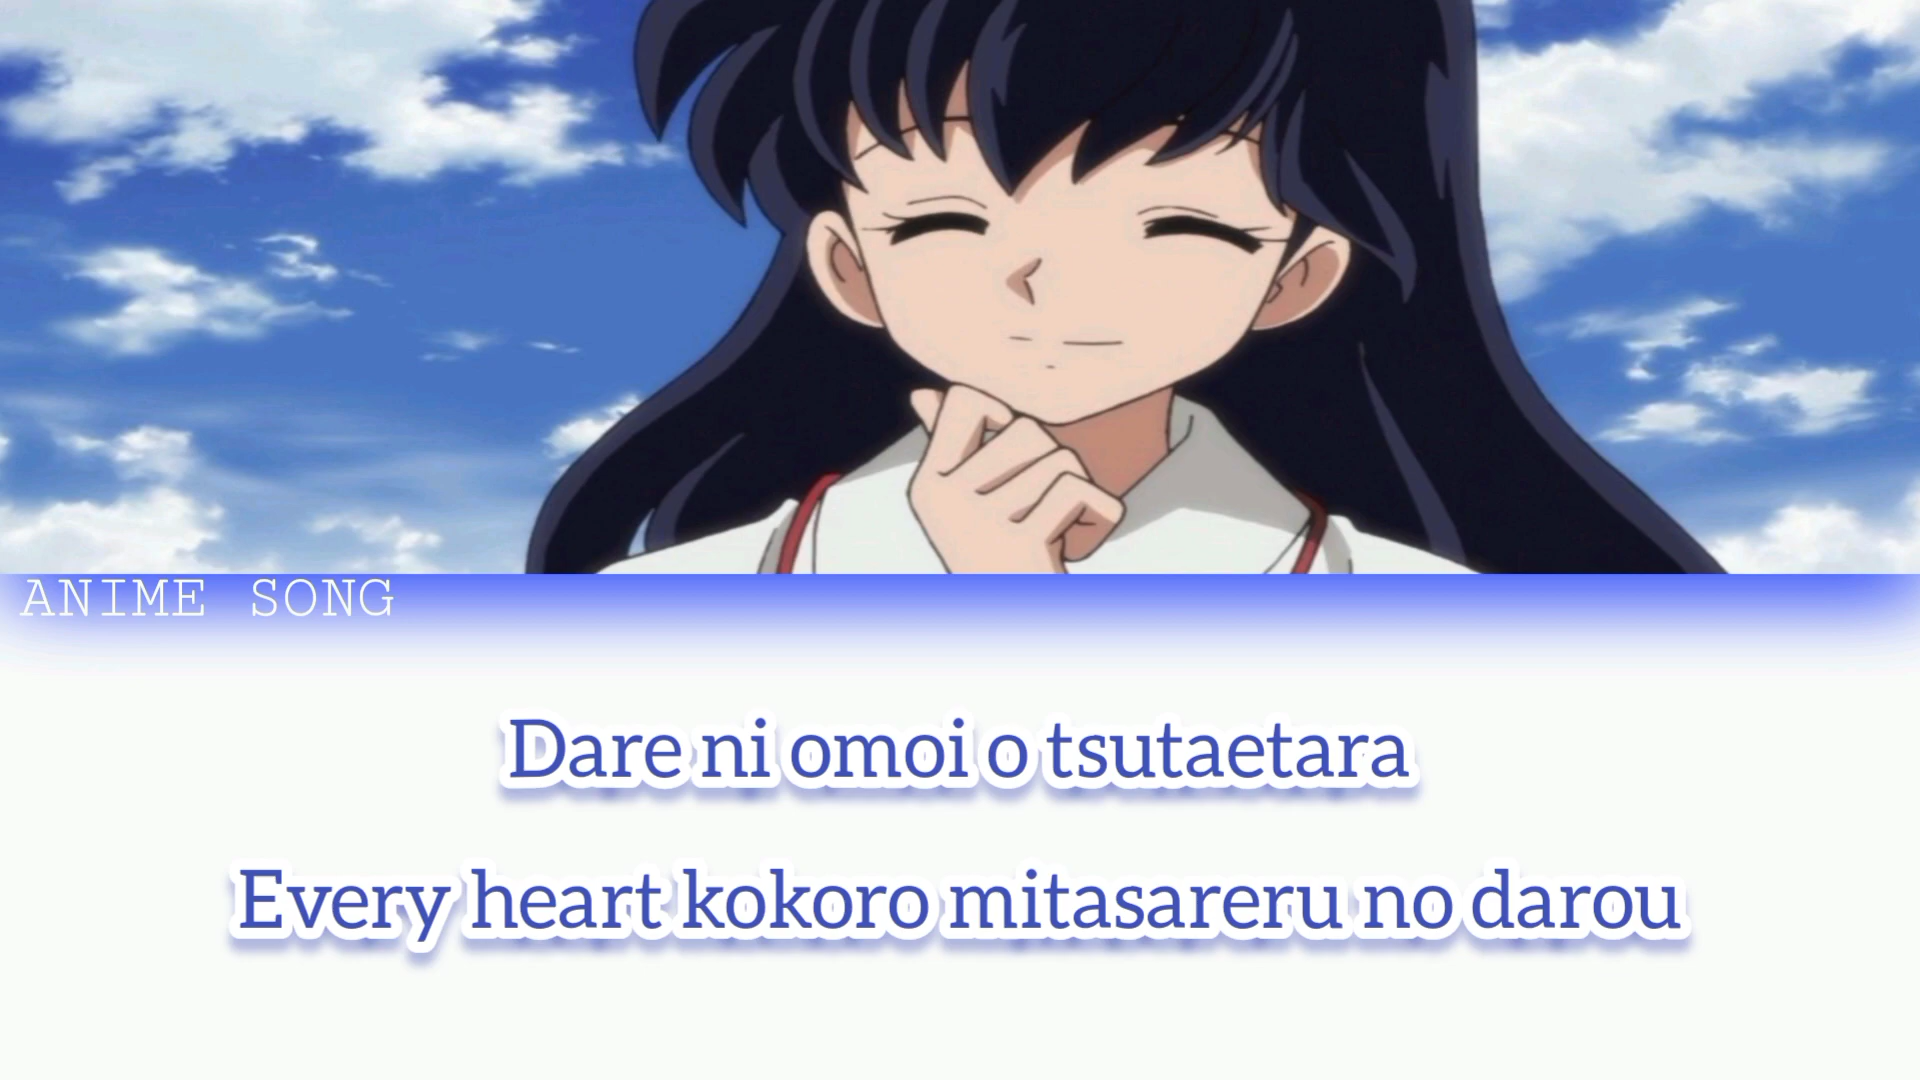 ANIME SONG
Dare ni omoi o tsutaetara
Every heart kokoro mitasareru no darou